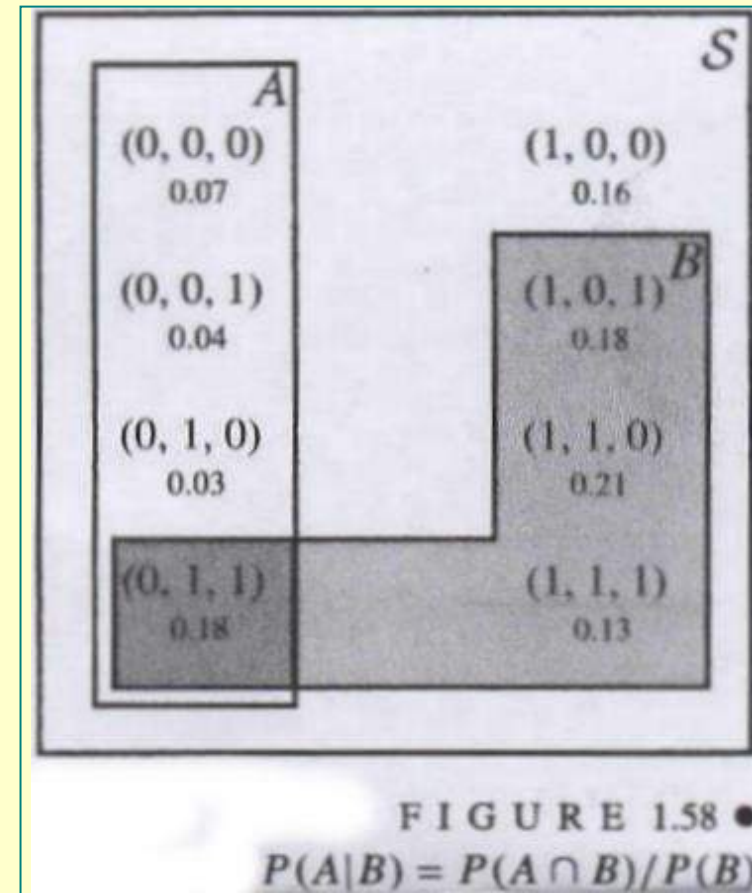 S
A
(0, 0, 0) (1, 0, 0)
0.07 0.16
B
(0, 0, 1) (1, 0, 1)
0.04 0.18
(0, 1, 0) (1, 1, 0)
0.03 0.21
(0, 1, 1) (1, 1, 1)
0.18 0.13
FIGURE 1.58 •
P(A|B) = P(A ∩ B)/P(B)